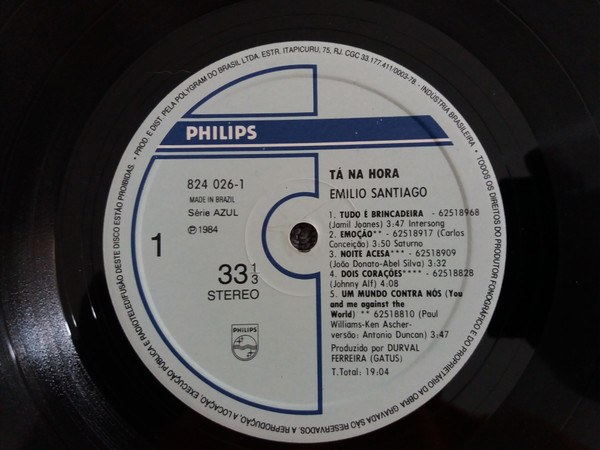 • PROD. E DIST. PELA POLYGRAM DO BRASIL LTDA. ESTR. ITAPICURU, 75, RJ. CGC 33.177.411/0003-78 - INDÚSTRIA BRASILEIRA. • TODOS OS DIREITOS DO PRODUTOR FONOGRÁFICO E DO PROPRIETÁRIO DA OBRA GRAVADA SÃO RESERVADOS. A REPRODUÇÃO, A LOCAÇÃO, EXECUÇÃO PÚBLICA E RADIOTELEDIFUSÃO DESTE DISCO ESTÃO PROIBIDAS.
PHILIPS
824 026-1
MADE IN BRAZIL
Série AZUL
Ⓟ 1984
1
33 1/3
STEREO
PHILIPS
TÁ NA HORA
EMILIO SANTIAGO
1. TUDO É BRINCADEIRA - 62518968
(Jamil Joanes) 3:47 Intersong
2. EMOÇÃO** - 62518917 (Carlos
Conceição) 3:50 Saturno
3. NOITE ACESA*** - 62518909
(João Donato-Abel Silva) 3:32
4. DOIS CORAÇÕES**** - 62518828
(Johnny Alf) 4:08
5. UM MUNDO CONTRA NÓS (You
and me against the
World) ** 62518810 (Paul
Williams-Ken Ascher-
versão: Antonio Duncan) 3:47
Produzido por DURVAL
FERREIRA (GATUS)
T.Total: 19:04